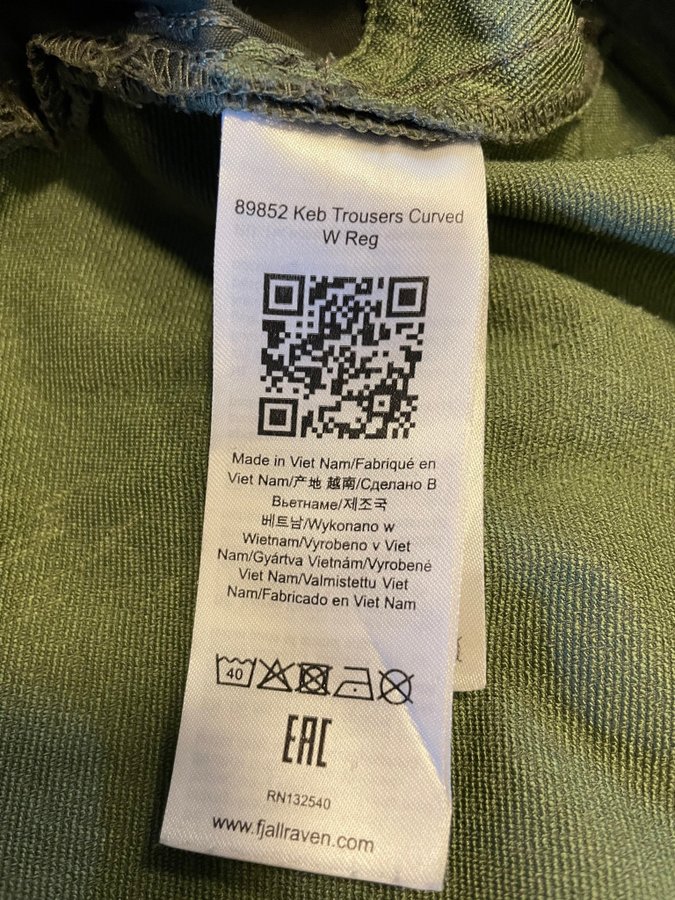 89852 Keb Trousers Curved
W Reg
Made in Viet Nam/Fabriqué en
Viet Nam/产地 越南/Сделано В
Вьетнаме/제조국
베트남/Wykonano w
Wietnam/Vyrobeno v Viet
Nam/Gyártva Vietnám/Vyrobené
Viet Nam/Valmistettu Viet
Nam/Fabricado en Viet Nam
40
EAC
RN132540
www.fjallraven.com